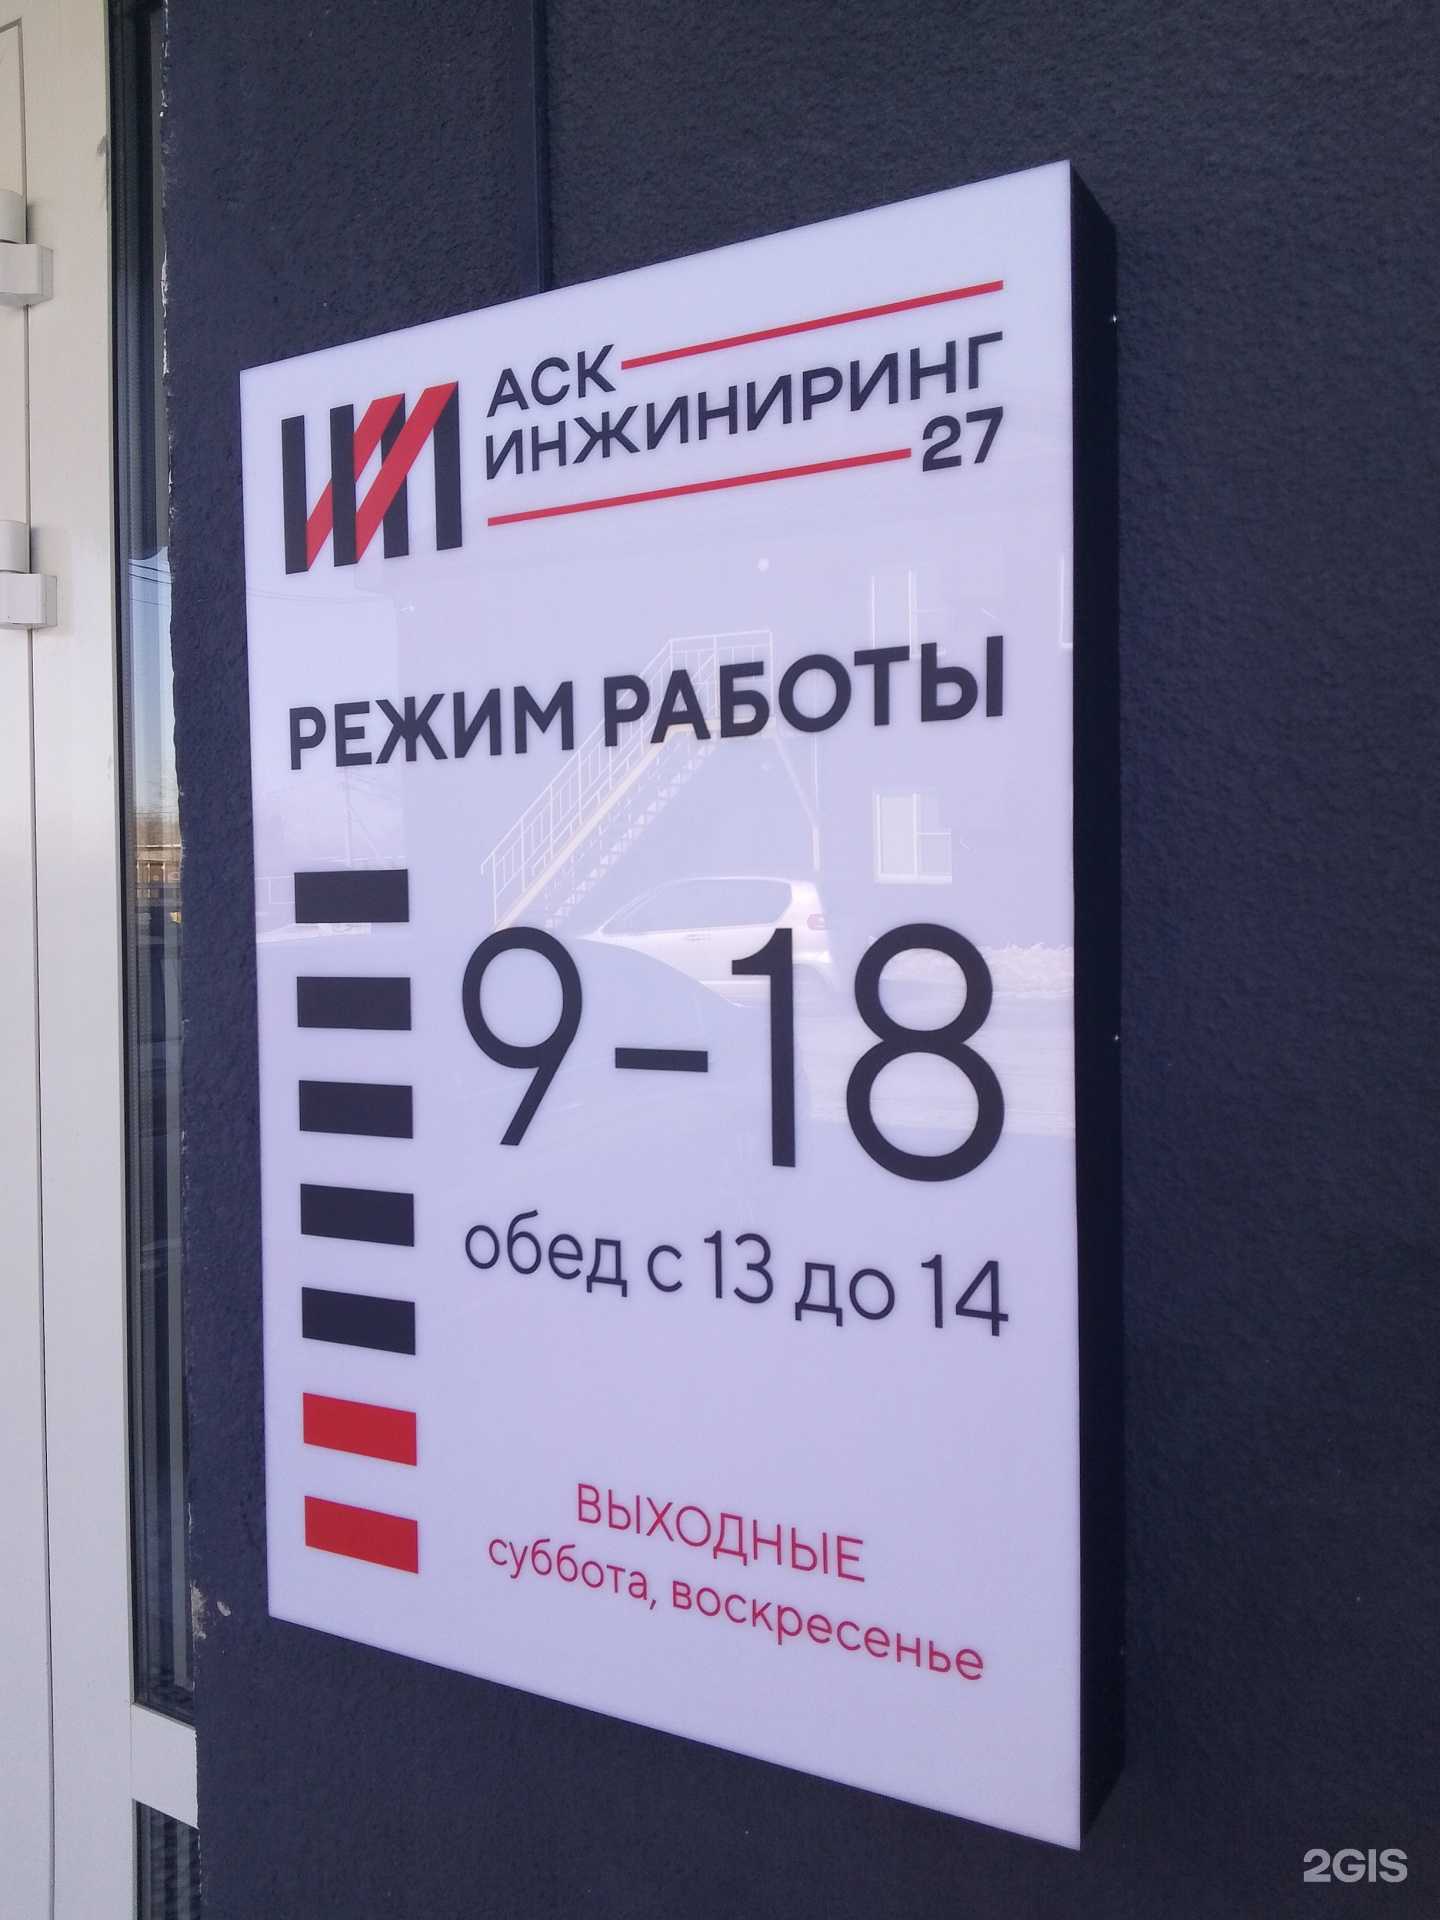 АСК
ИНЖИНИРИНГ
27
РЕЖИМ РАБОТЫ
9-18
обед с 13 до 14
ВЫХОДНЫЕ
суббота, воскресенье
2GIS